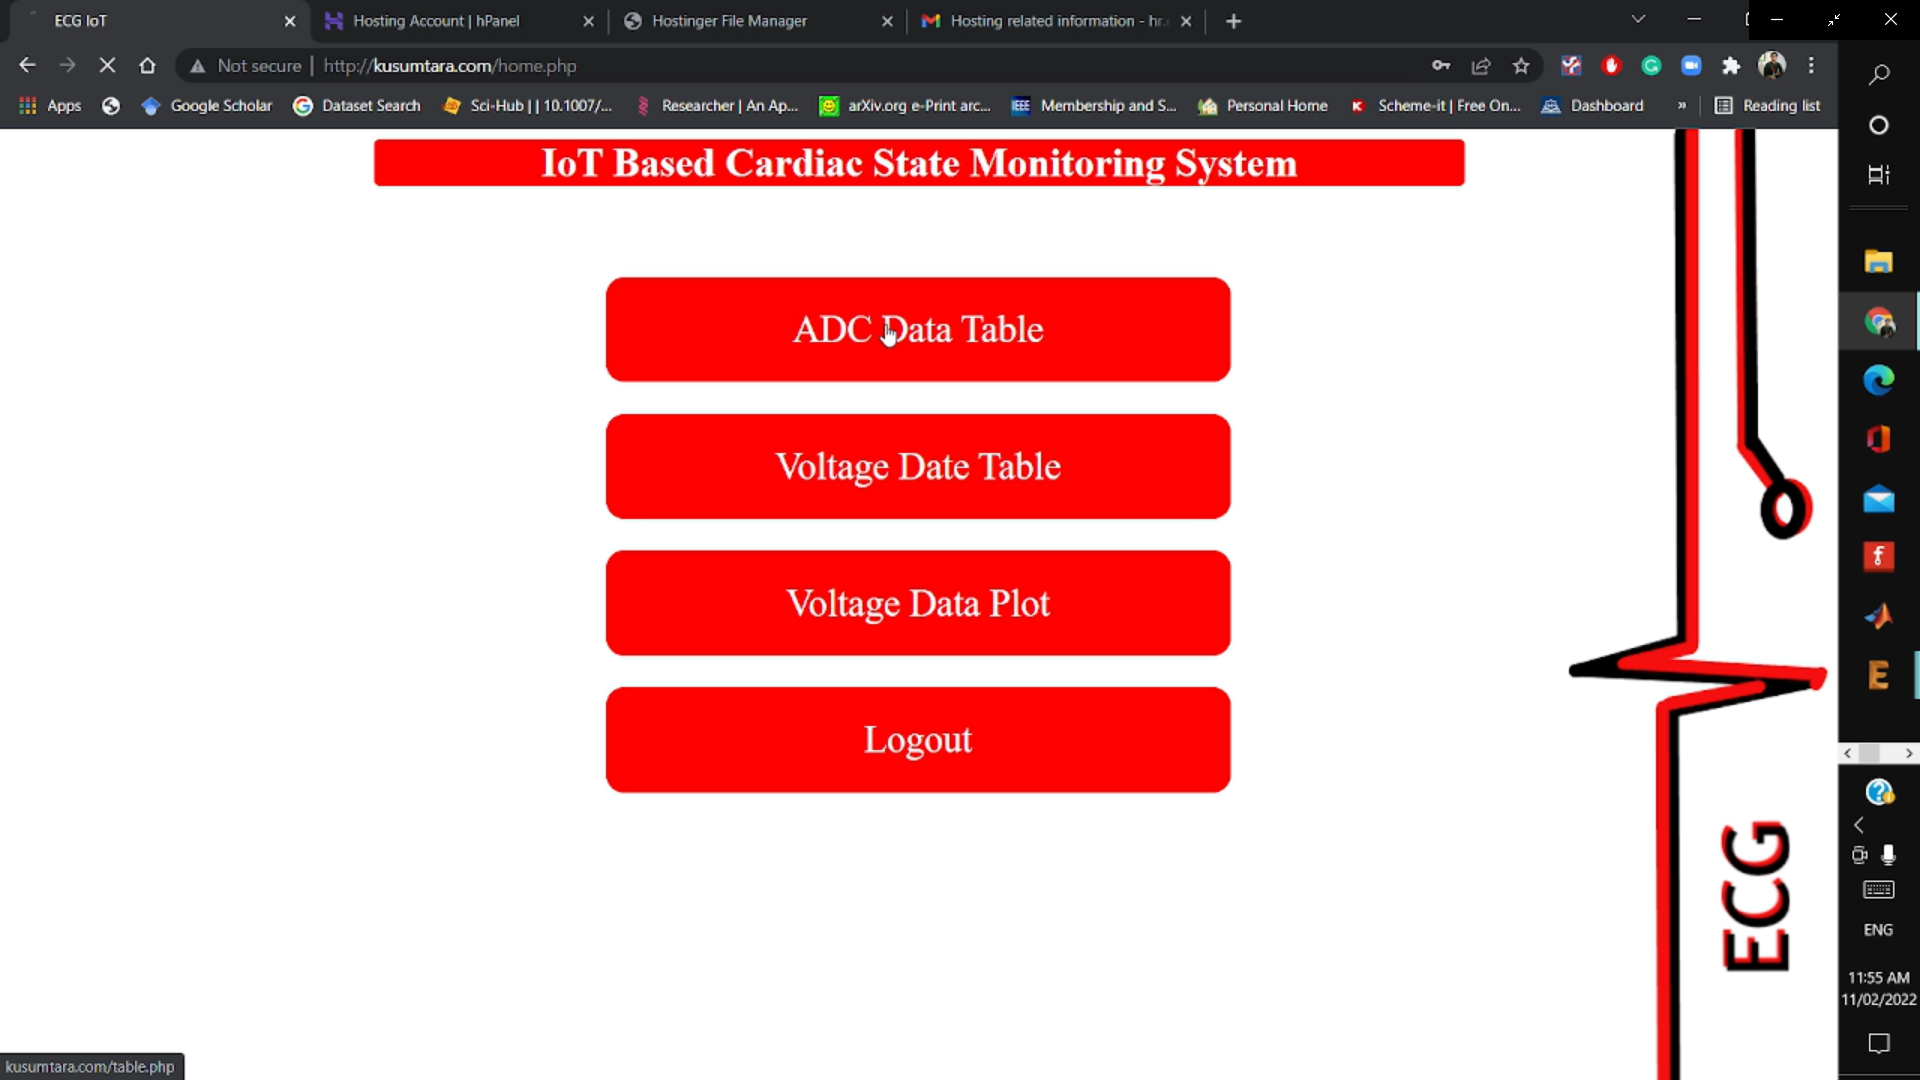 ECG IoT
Hosting Account | hPanel
Hostinger File Manager
Hosting related information - hr.
Not secure
http://kusumtara.com/home.php
Apps
Google Scholar
Dataset Search
Sci-Hub | | 10.1007/...
Researcher | An Ap...
arXiv.org e-Print arc...
IEEE
Membership and S...
Personal Home
K
Scheme-it | Free On...
Dashboard
»
Reading list
IoT Based Cardiac State Monitoring System
ADC Data Table
Voltage Date Table
Voltage Data Plot
Logout
ECG
ENG
11:55 AM
11/02/2022
kusumtara.com/table.php